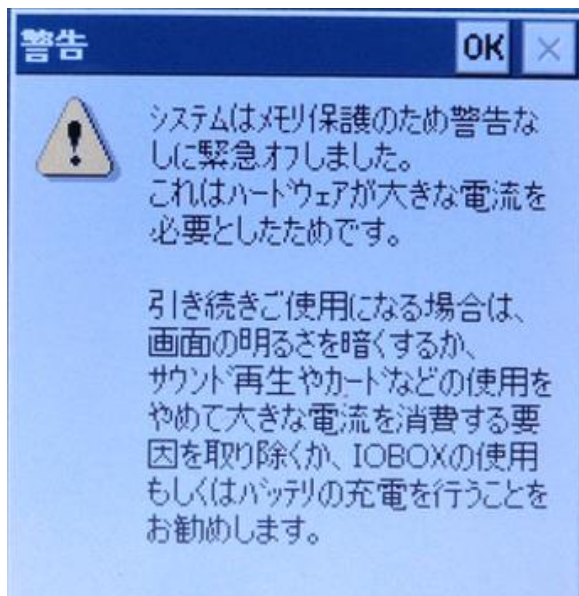 警告
OK ×
システムはメモリ保護のため警告な
しに緊急オフしました。
これはハードウェアが大きな電流を
必要としたためです。
引き続きご使用になる場合は、
画面の明るさを暗くするか、
サウンド再生やカードなどの使用を
やめて大きな電流を消費する要
因を取り除くか、IOBOXの使用
もしくはバッテリの充電を行うことを
お勧めします。